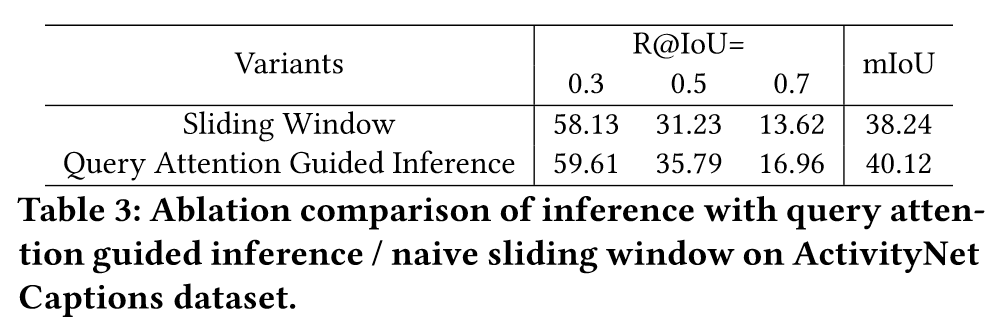 Variants R@IoU= mIoU
0.3 0.5 0.7
Sliding Window 58.13 31.23 13.62 38.24
Query Attention Guided Inference 59.61 35.79 16.96 40.12
Table 3: Ablation comparison of inference with query atten-
tion guided inference / naive sliding window on ActivityNet
Captions dataset.